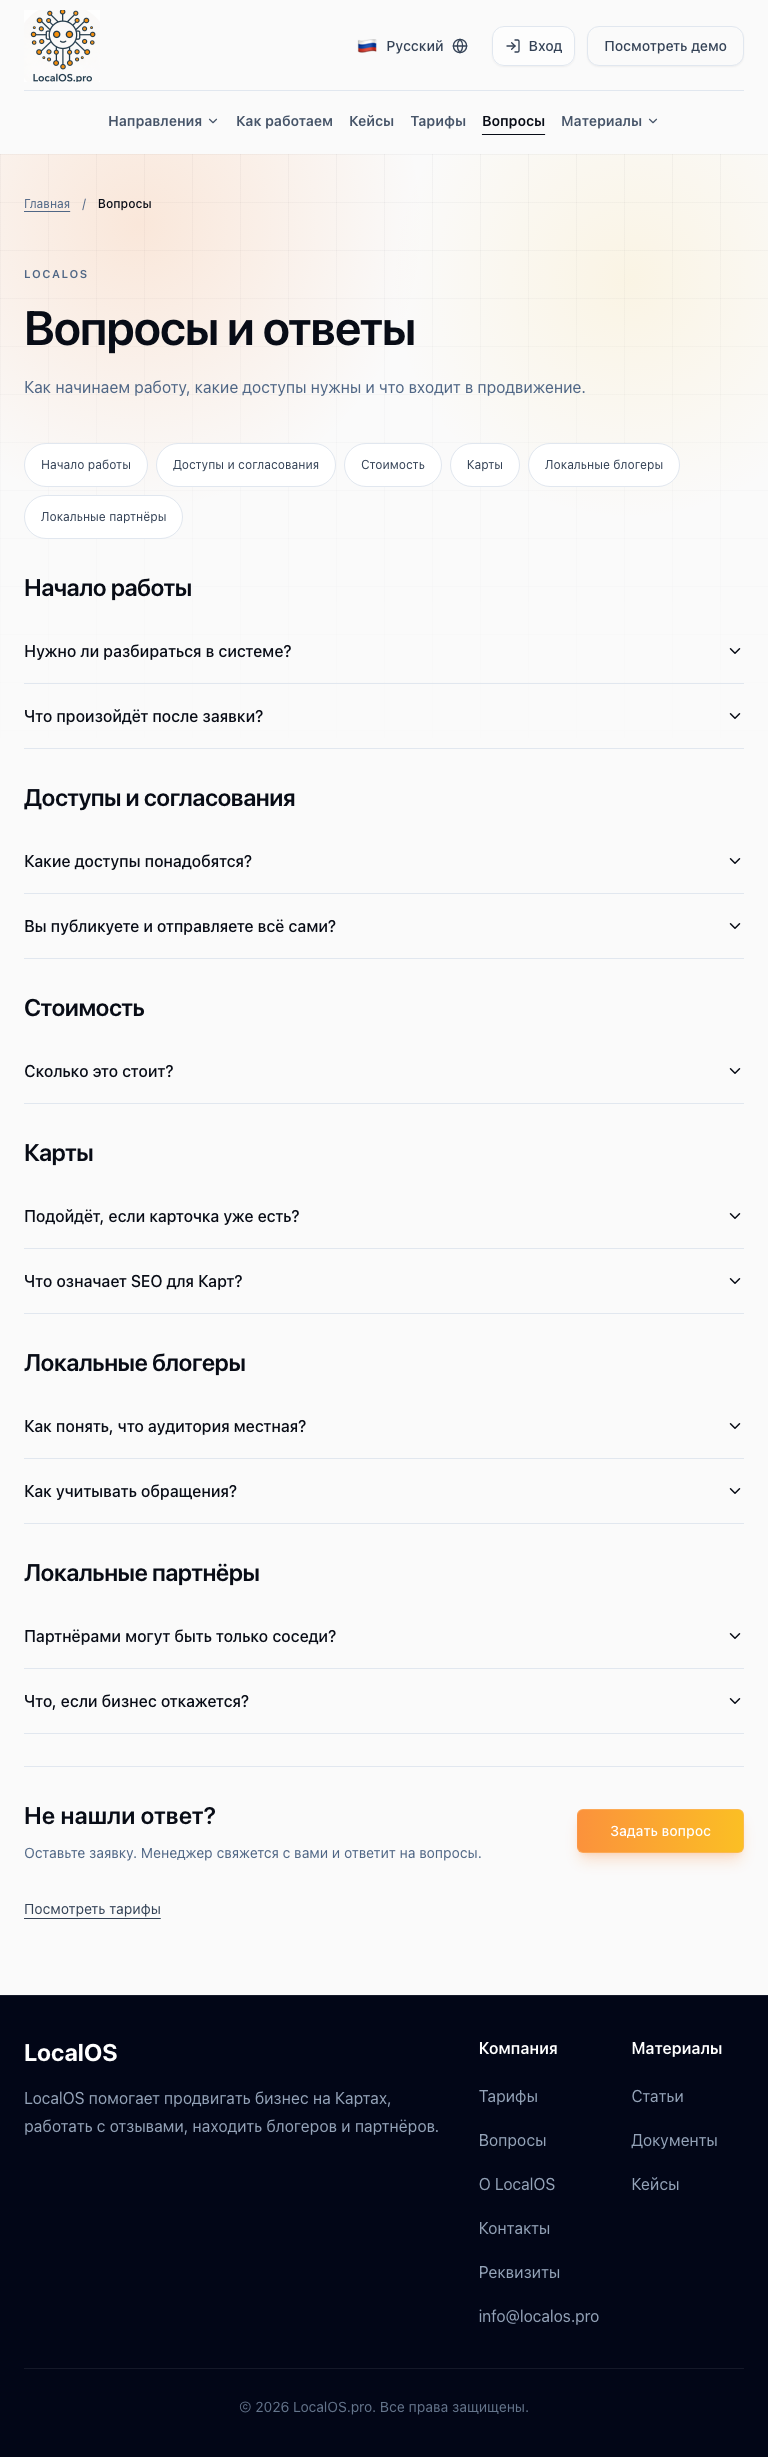 LocalOS.pro
Русский
Вход
Посмотреть демо
Направления
Как работаем
Кейсы
Тарифы
Вопросы
Материалы
Главная / Вопросы
LOCALOS
Вопросы и ответы
Как начинаем работу, какие доступы нужны и что входит в продвижение.
Начало работы
Доступы и согласования
Стоимость
Карты
Локальные блогеры
Локальные партнёры
Начало работы
Нужно ли разбираться в системе?
Что произойдёт после заявки?
Доступы и согласования
Какие доступы понадобятся?
Вы публикуете и отправляете всё сами?
Стоимость
Сколько это стоит?
Карты
Подойдёт, если карточка уже есть?
Что означает SEO для Карт?
Локальные блогеры
Как понять, что аудитория местная?
Как учитывать обращения?
Локальные партнёры
Партнёрами могут быть только соседи?
Что, если бизнес откажется?
Не нашли ответ?
Оставьте заявку. Менеджер свяжется с вами и ответит на вопросы.
Задать вопрос
Посмотреть тарифы
LocalOS
LocalOS помогает продвигать бизнес на Картах,
работать с отзывами, находить блогеров и партнёров.
Компания
Тарифы
Вопросы
О LocalOS
Контакты
Реквизиты
info@localos.pro
Материалы
Статьи
Документы
Кейсы
© 2026 LocalOS.pro. Все права защищены.